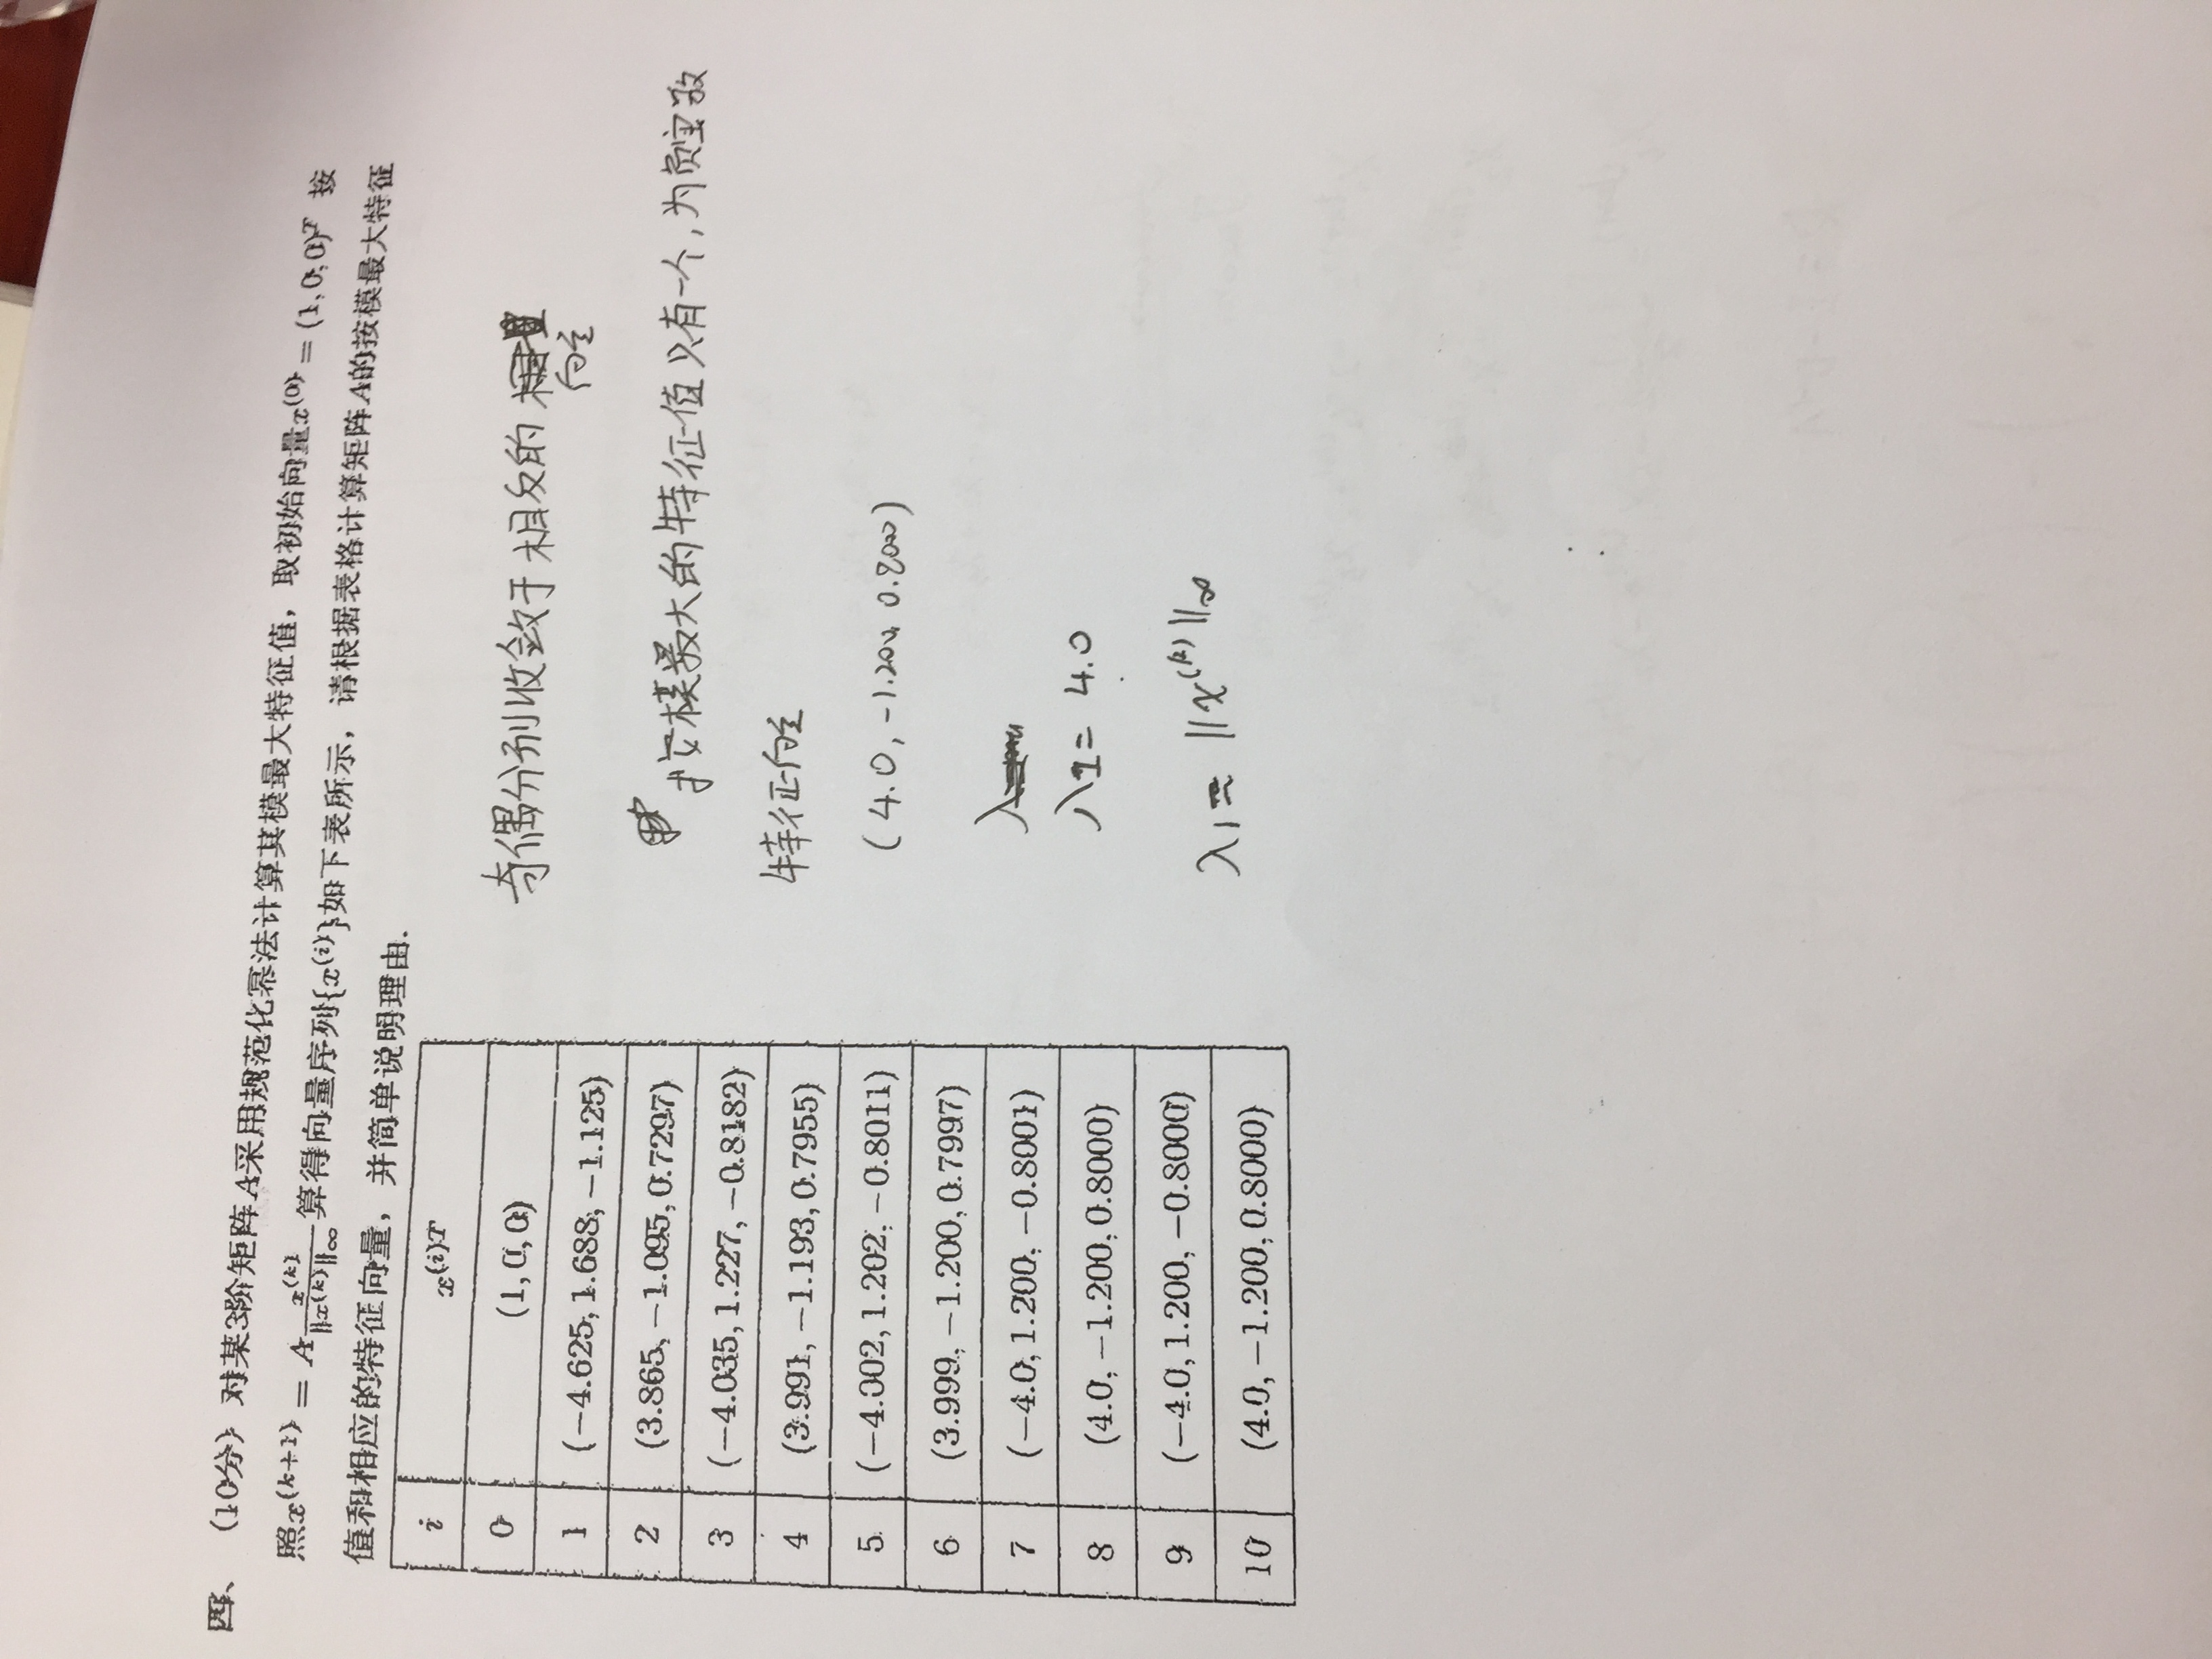 四、 (10分) 对某3阶矩阵A采用规范化幂法计算其模最大特征值，取初始向量x^(0) = (1,0,0)^T 按
照x^(k+1) = A x^(k)/‖x^(k)‖∞ 算得向量序列{x^(i)}如下表所示，请根据表格计算矩阵A的按模最大特征
值和相应的特征向量，并简单说明理由.
i x^(i)T
0 (1, 0, 0)
1 (−4.625, 1.688, −1.125)
2 (3.865, −1.095, 0.7297)
3 (−4.035, 1.227, −0.8182)
4 (3.991, −1.193, 0.7955)
5 (−4.002, 1.202, −0.8011)
6 (3.999, −1.200, 0.7997)
7 (−4.0, 1.200, −0.8001)
8 (4.0, −1.200, 0.8000)
9 (−4.0, 1.200, −0.8000)
10 (4.0, −1.200, 0.8000)
奇偶分别收敛于相反的
向量
按模最大的特征值只有一个，为负实数
特征向量
(4.0, -1.200, 0.8000)
λ
λ1 = 4.0
λ1 = ‖x^(k)‖∞